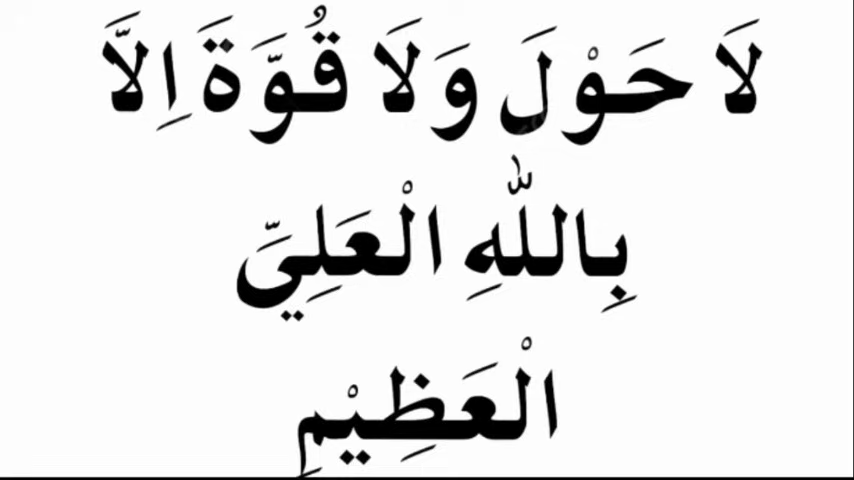 لَا حَوْلَ وَلَا قُوَّةَ اِلَّا
بِاللّٰهِ الْعَلِيِّ
الْعَظِيْمِ